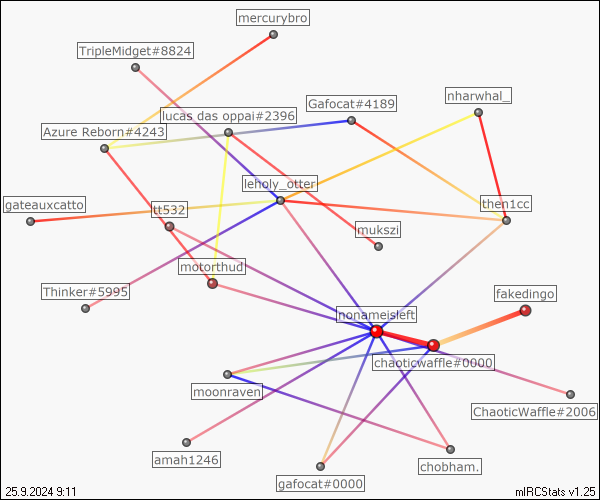 mercurybro
TripleMidget#8824
nharwhal_
Gafocat#4189
lucas das oppai#2396
Azure Reborn#4243
leholy_otter
gateauxcatto
then1cc
tt532
mukszi
motorthud
Thinker#5995
fakedingo
nonameisleft
chaoticwaffle#0000
moonraven
ChaoticWaffle#2006
amah1246
chobham.
gafocat#0000
25.9.2024 9:11
mIRCStats v1.25